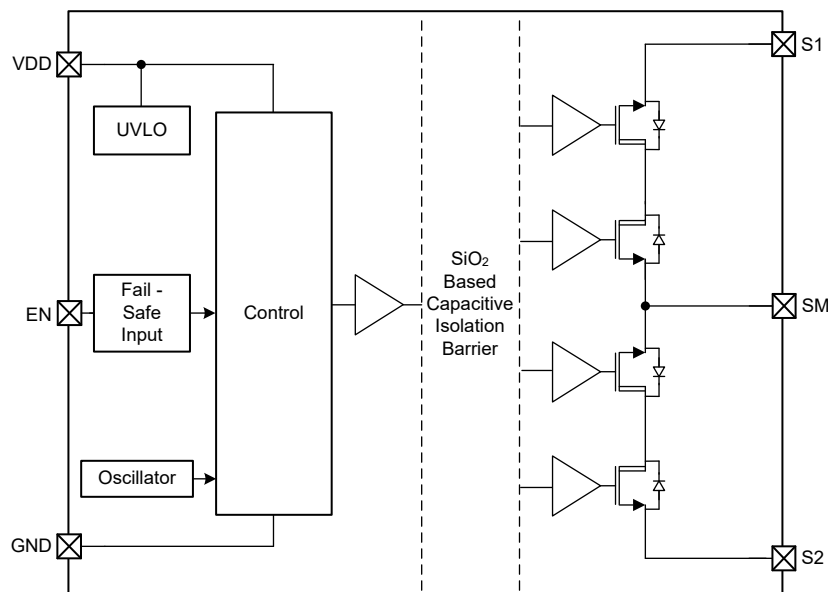 VDD
S1
UVLO
SiO₂
Based
Capacitive
Isolation
Barrier
EN
Fail -
Safe
Input
Control
SM
Oscillator
GND
S2